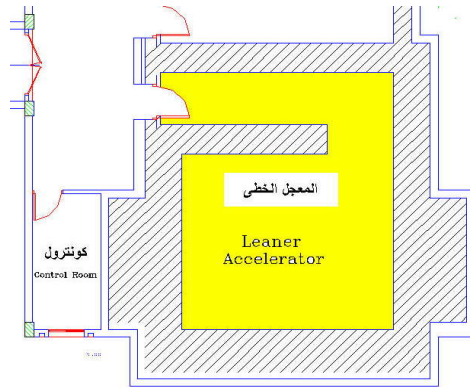 المعجل الخطى
Leaner
Accelerator
كونترول
Control Room